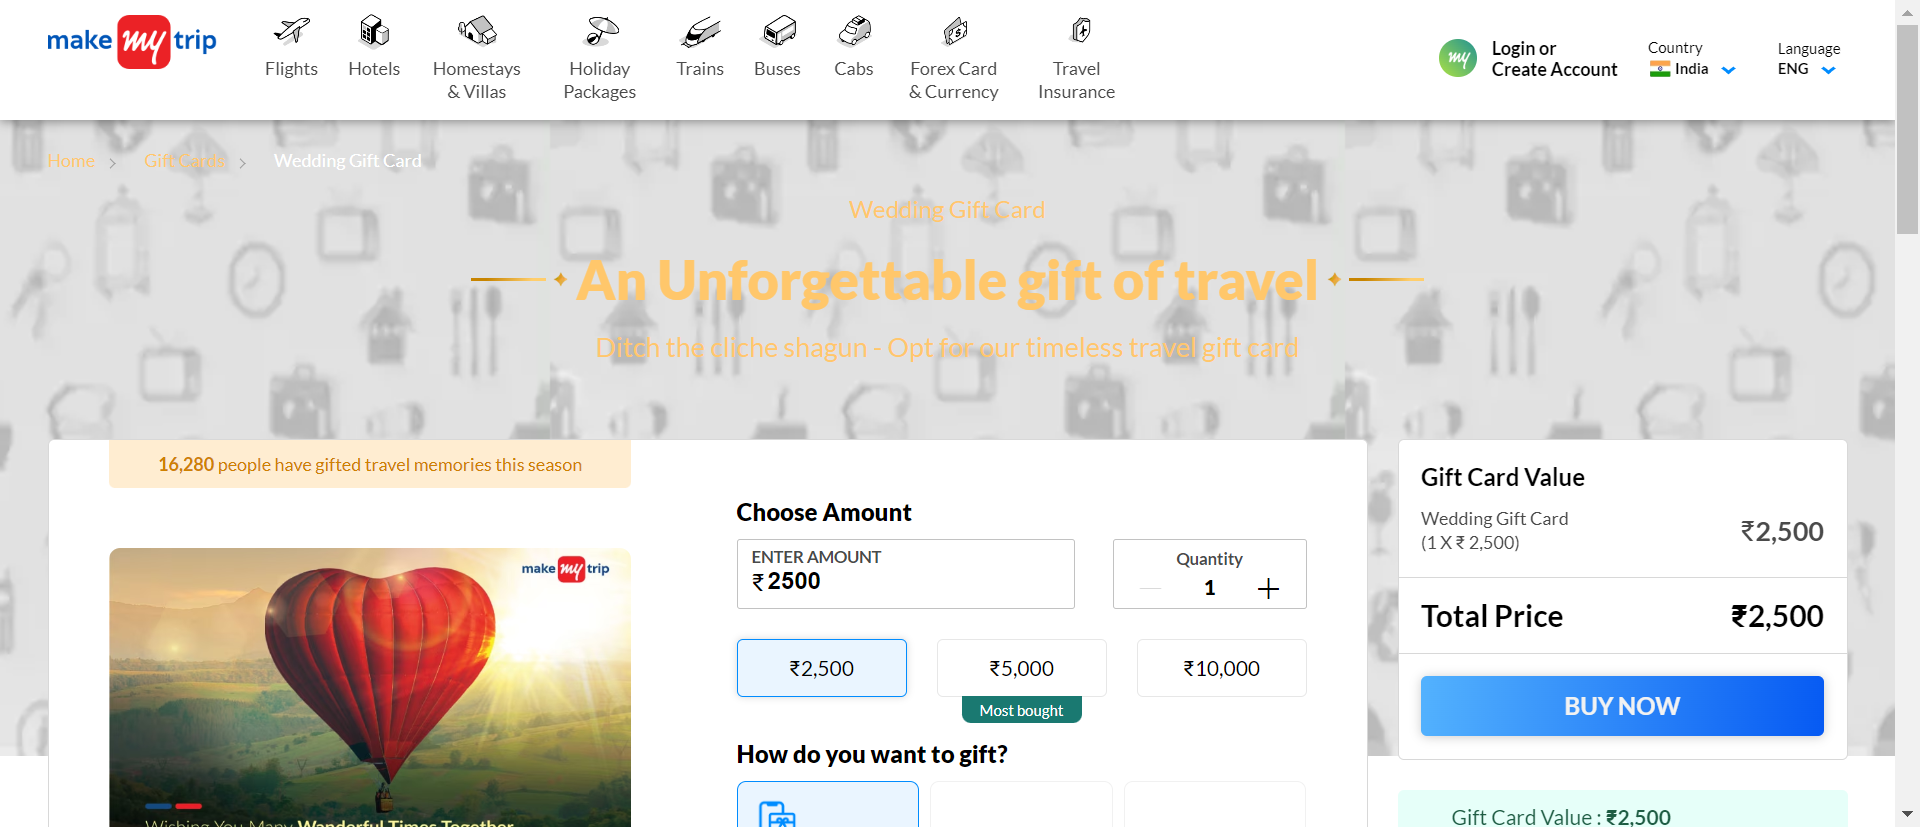 make my trip
Flights
Hotels
Homestays
& Villas
Holiday
Packages
Trains
Buses
Cabs
Forex Card
& Currency
Travel
Insurance
my
Login or
Create Account
Country
India
Language
ENG
Home
Gift Cards
Wedding Gift Card
Wedding Gift Card
An Unforgettable gift of travel
Ditch the cliche shagun - Opt for our timeless travel gift card
16,280 people have gifted travel memories this season
make my trip
Wishing You Many Wonderful Times Together
Choose Amount
ENTER AMOUNT
₹ 2500
Quantity
1
₹2,500
₹5,000
₹10,000
Most bought
How do you want to gift?
Gift Card Value
Wedding Gift Card
(1 X ₹ 2,500)
₹2,500
Total Price
₹2,500
BUY NOW
Gift Card Value : ₹2,500